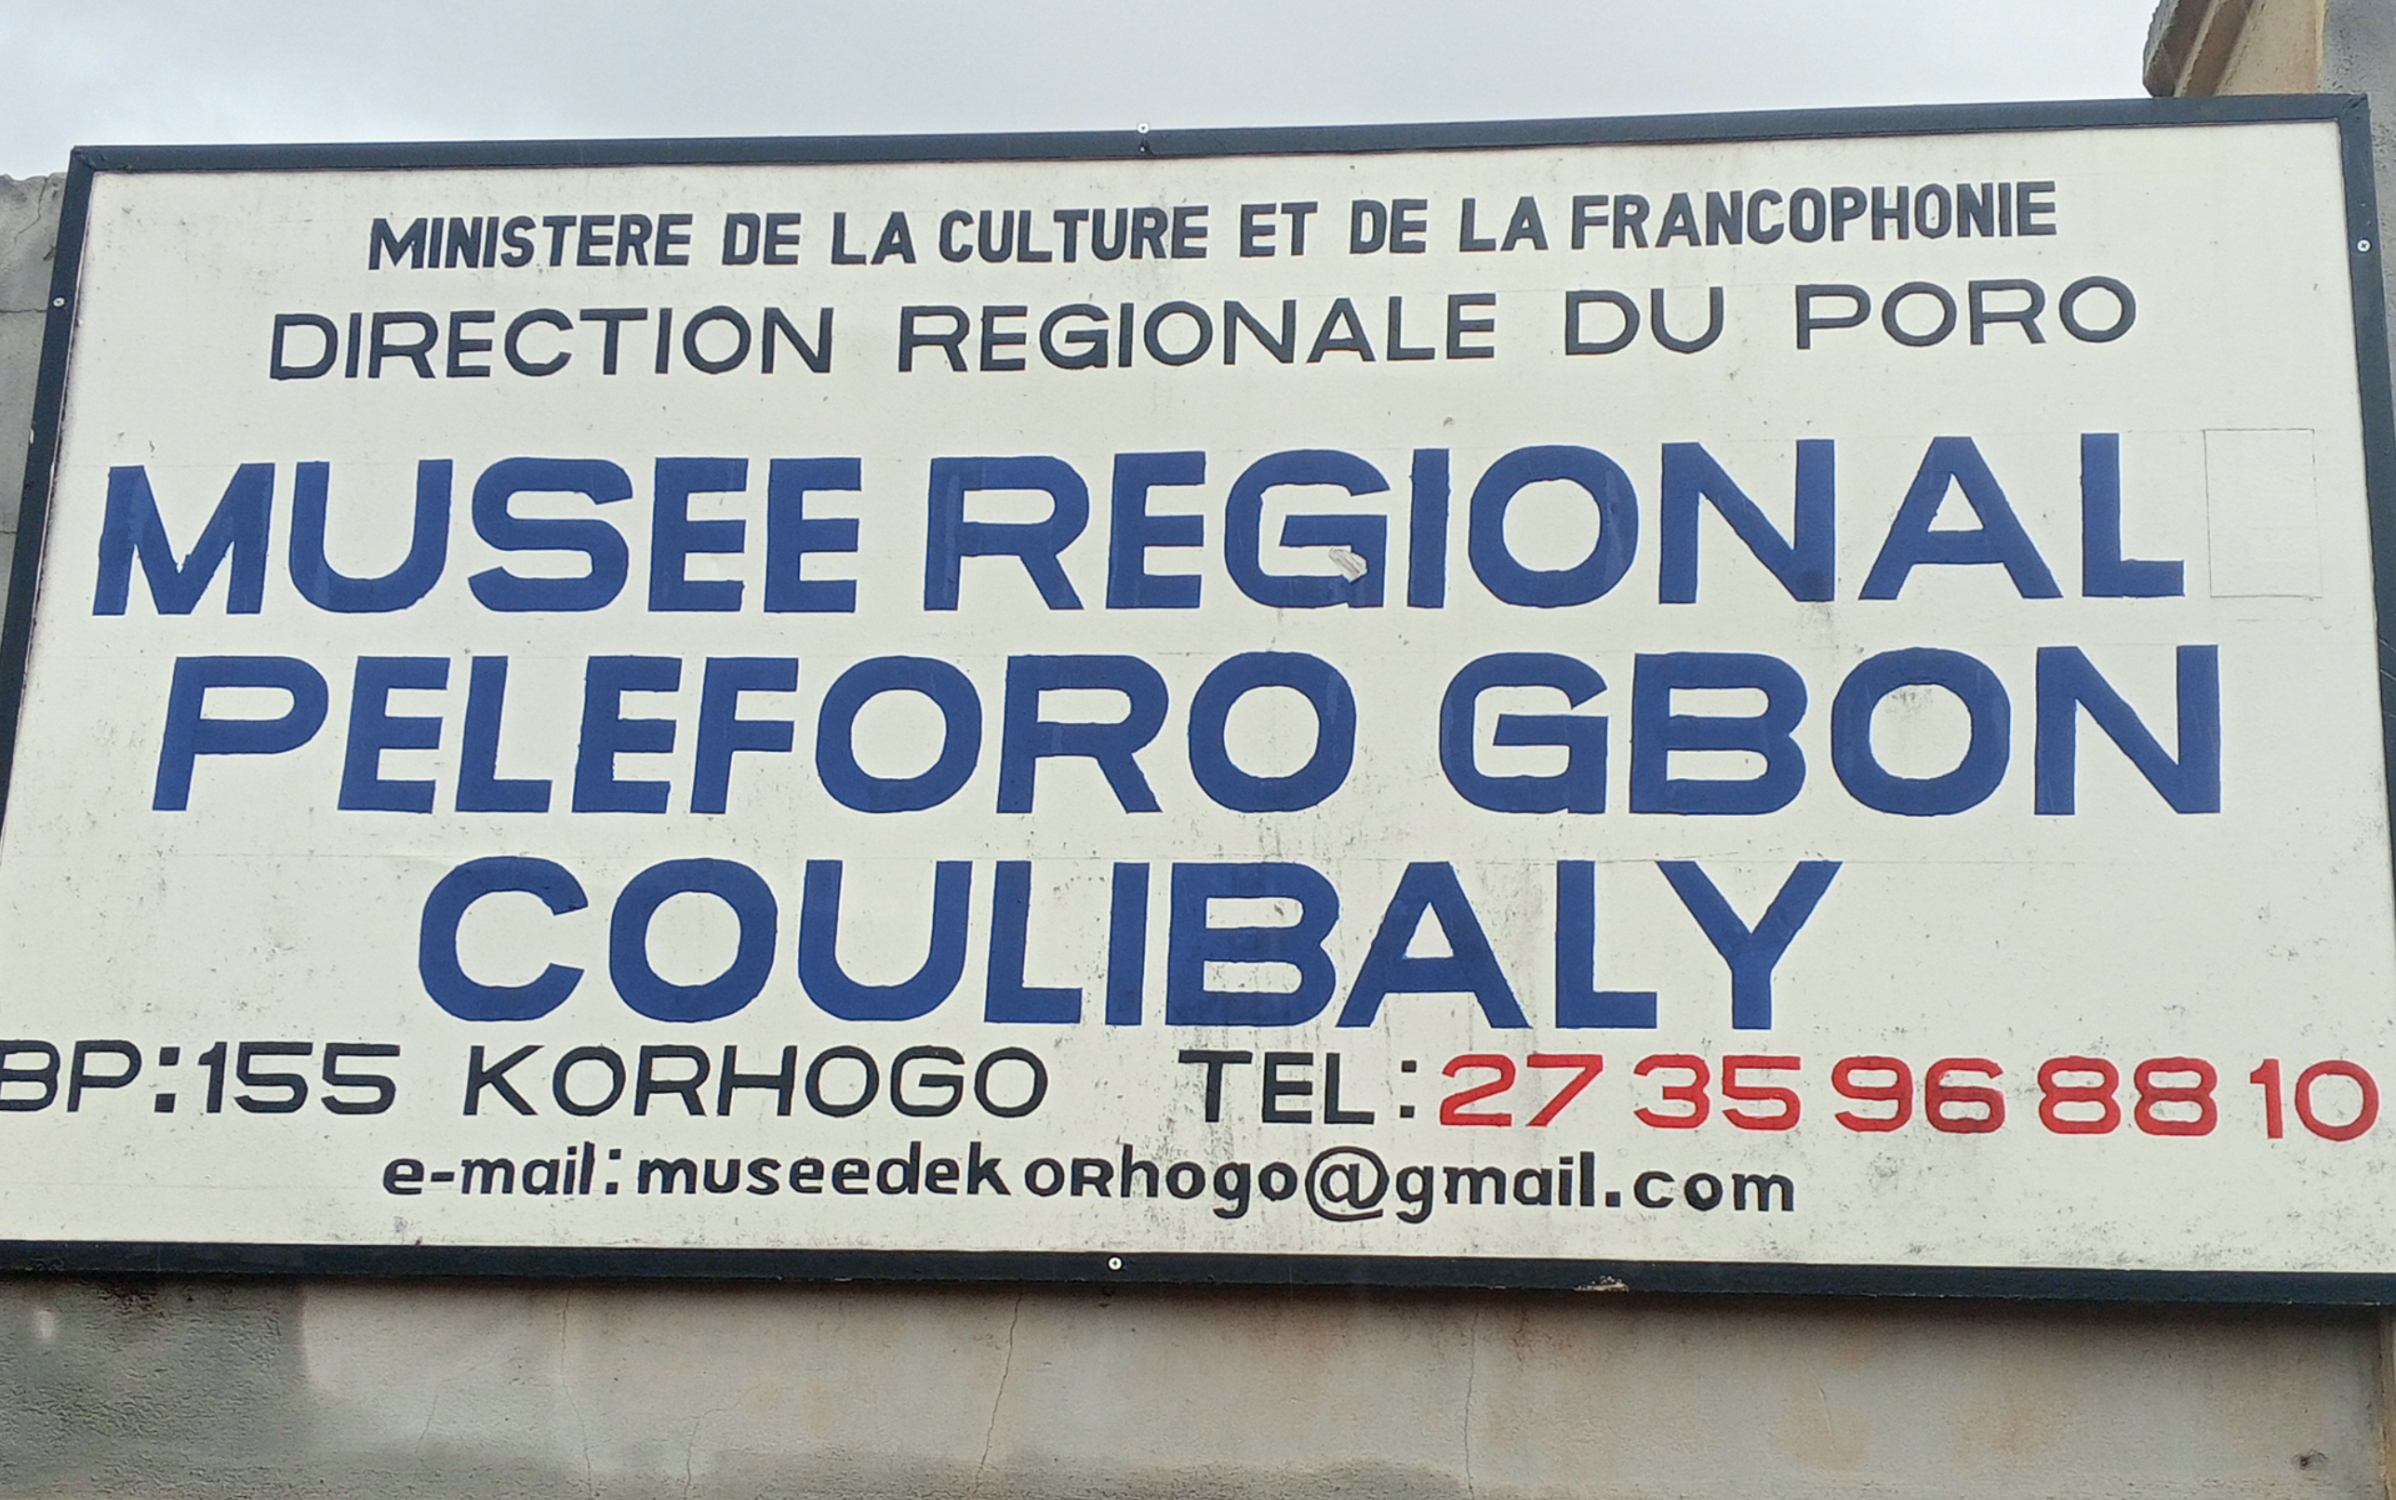 MINISTERE DE LA CULTURE ET DE LA FRANCOPHONIE
DIRECTION REGIONALE DU PORO
MUSEE REGIONAL
PELEFORO GBON
COULIBALY
BP:155 KORHOGO TEL:27 35 96 88 10
e-mail:museedekoRhogo@gmail.com